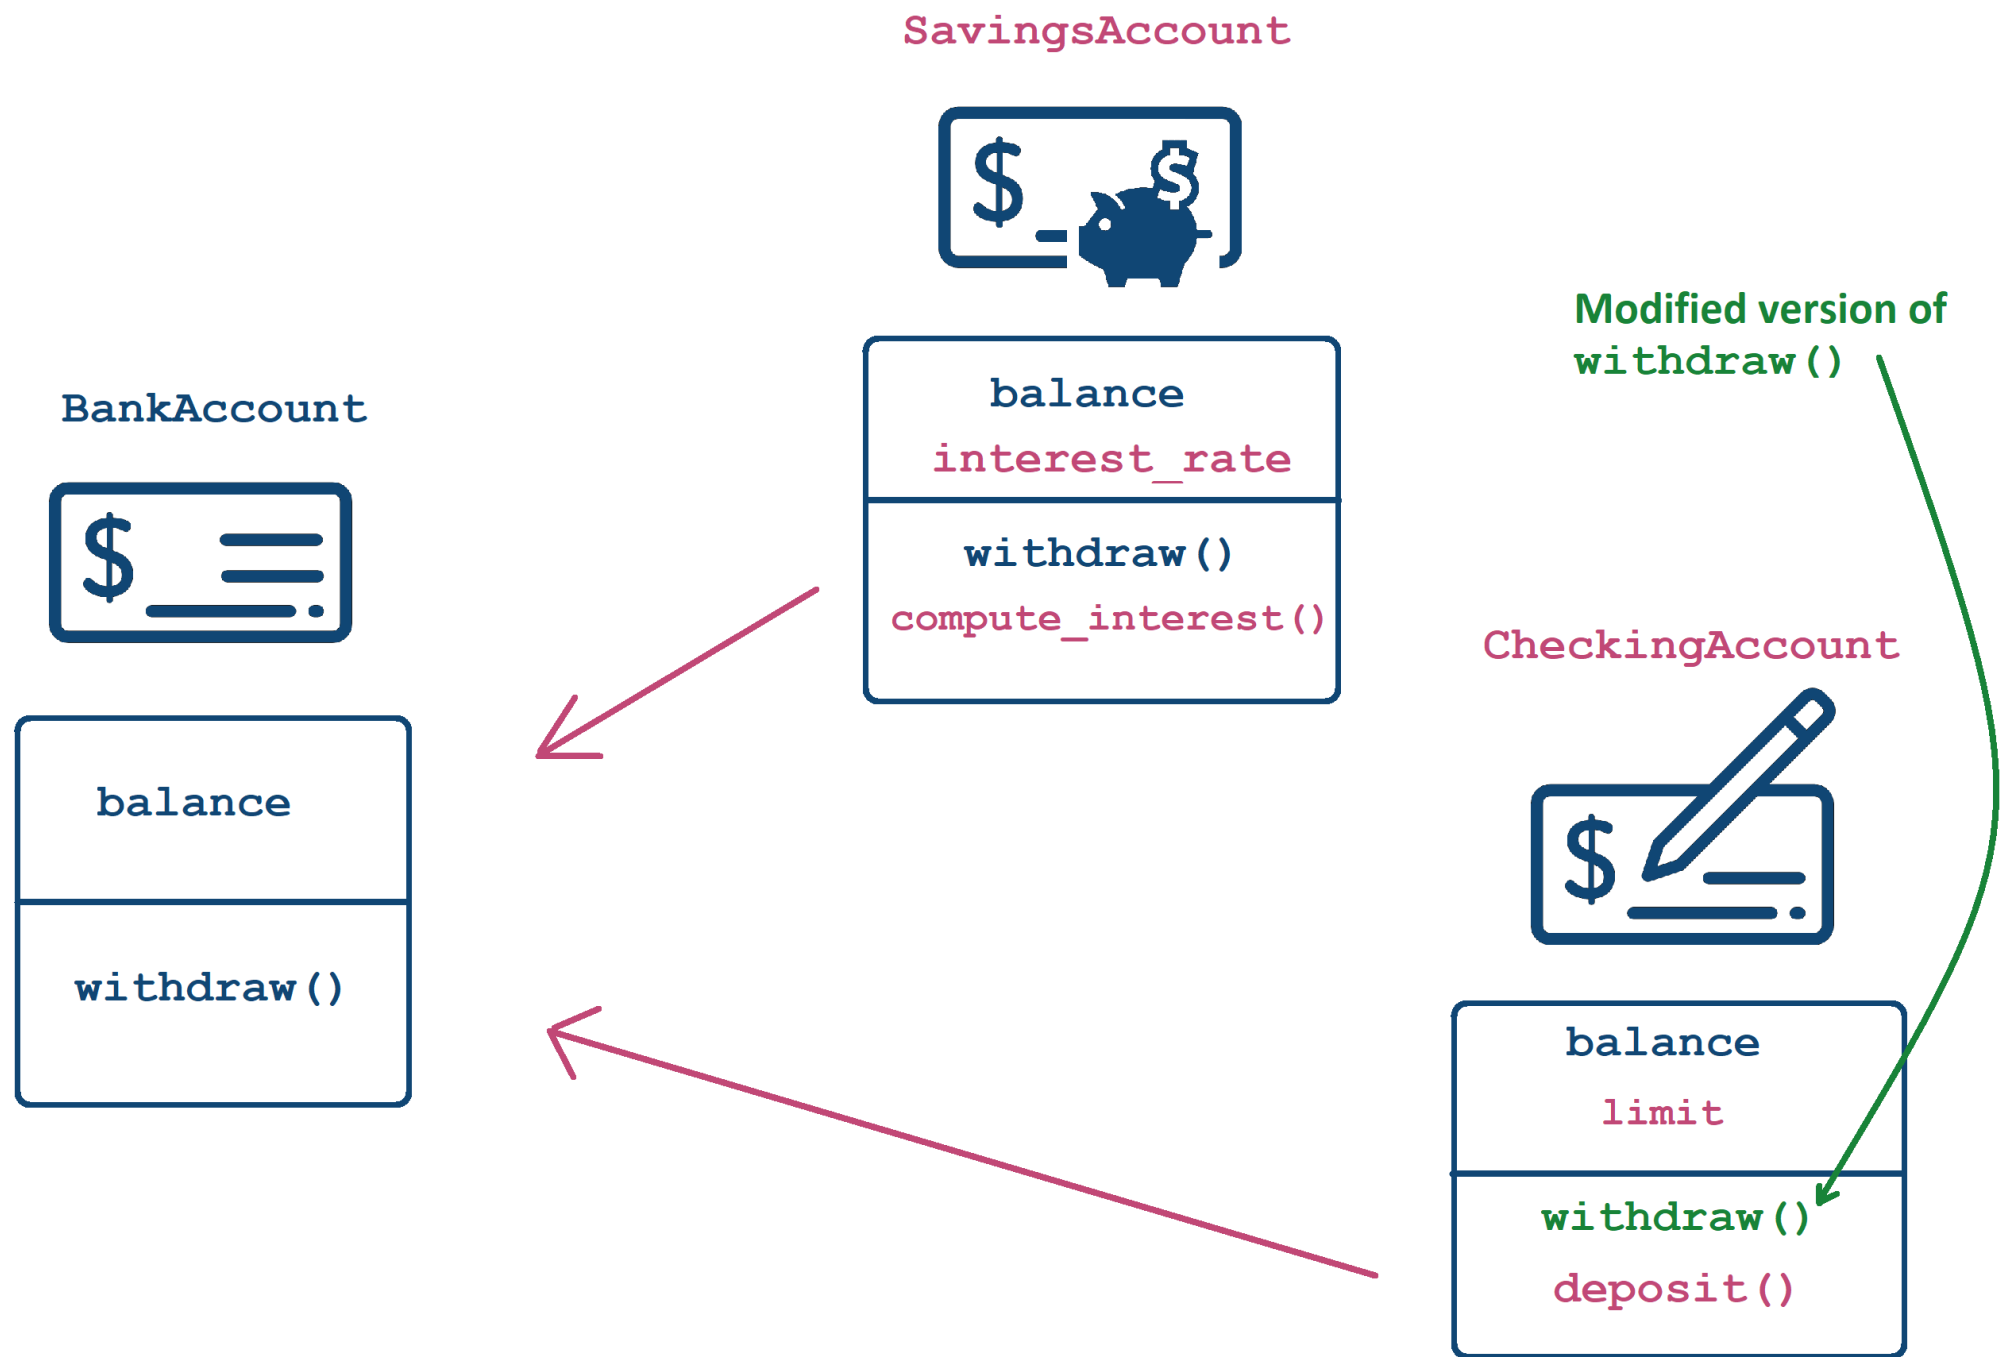 SavingsAccount
$
$
balance
interest_rate
withdraw()
compute_interest()
BankAccount
$
balance
withdraw()
Modified version of
withdraw()
CheckingAccount
$
balance
limit
withdraw()
deposit()